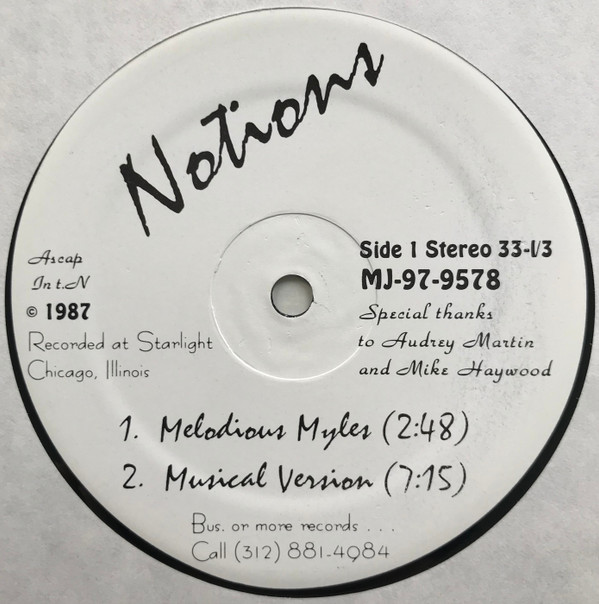 Notions
Ascap
Int.N
© 1987
Recorded at Starlight
Chicago, Illinois
Side 1 Stereo 33-1/3
MJ-97-9578
Special thanks
to Audrey Martin
and Mike Haywood
1. Melodious Myles (2:48)
2. Musical Version (7:15)
Bus. or more records . . .
Call (312) 881-4984